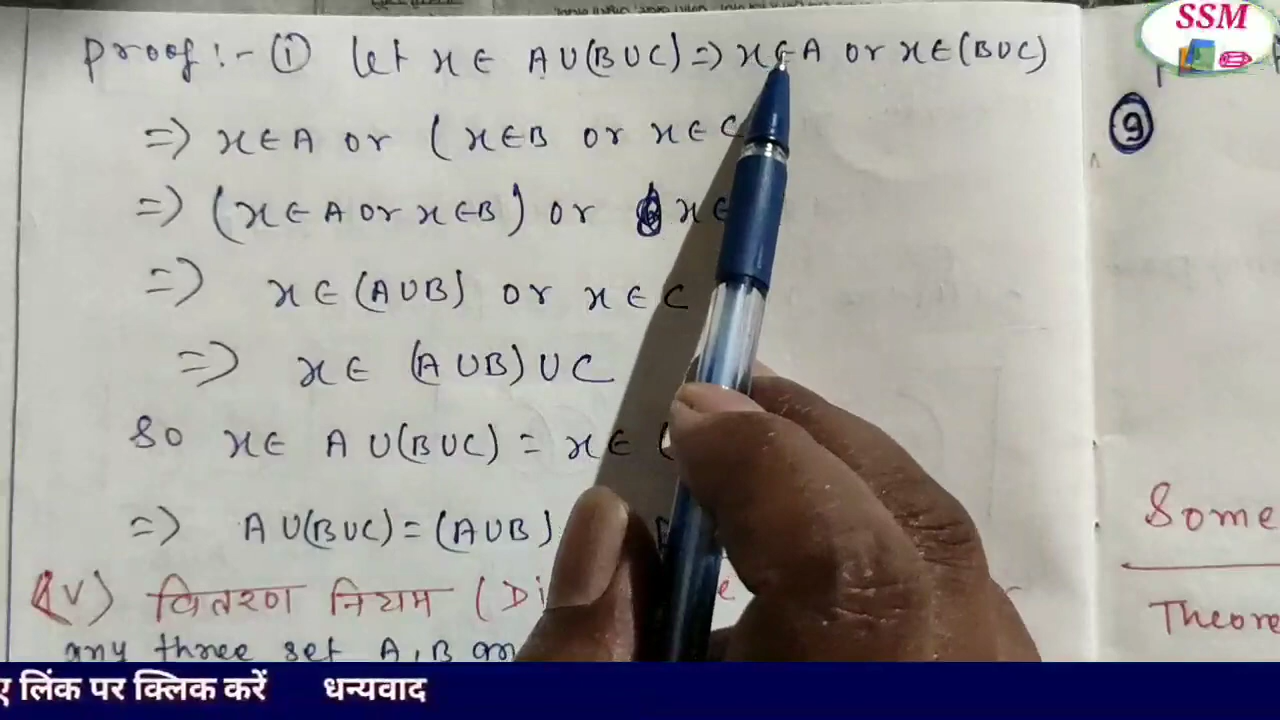 SSM
Proof :- (i) Let x ∈ A∪(B∪C) => x∈A or x∈(B∪C)
=> x∈A or (x∈B or x∈C
=> (x∈A or x∈B) or x∈
=> x∈(A∪B) or x∈C
=> x∈ (A∪B)∪C
So x∈ A∪(B∪C) = x∈ (
=> A∪(B∪C) = (A∪B)
(v) वितरण नियम (Di
any three set A, B an
9
Some
Theore
लिंक पर क्लिक करें धन्यवाद